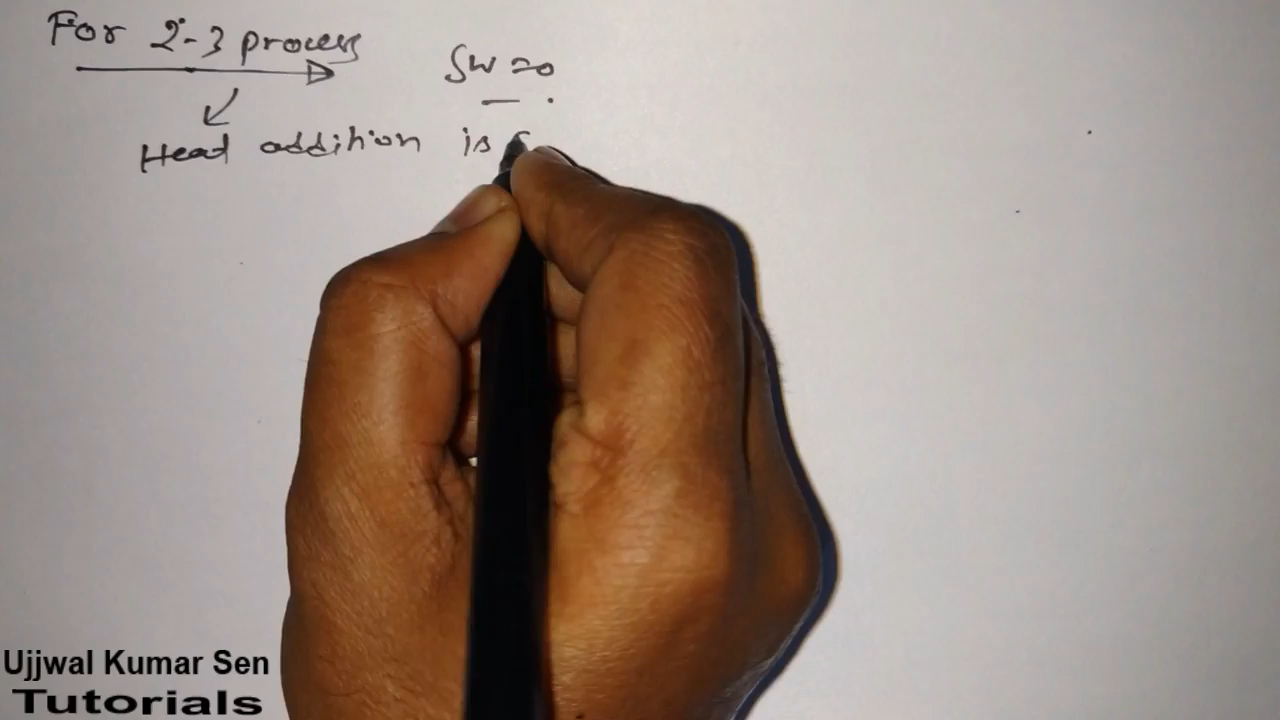 For 2-3 process
δw = 0
Heat addition is
Ujjwal Kumar Sen
Tutorials